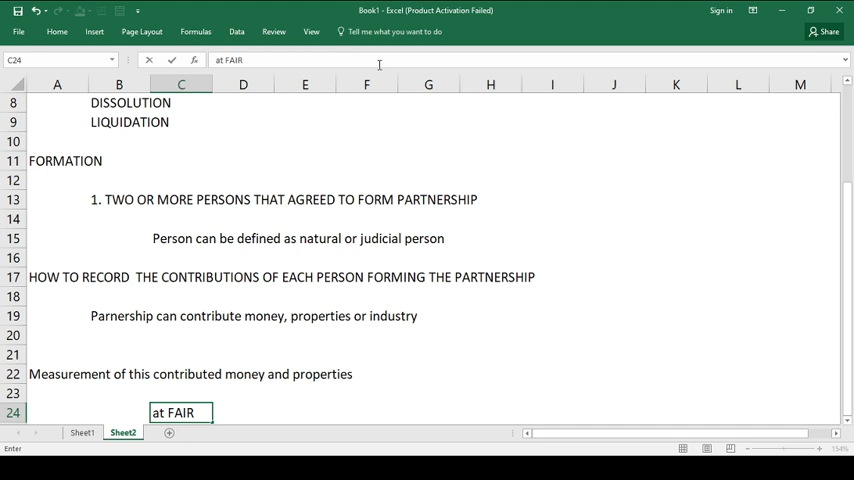 Book1 - Excel (Product Activation Failed)
Sign in
File Home Insert Page Layout Formulas Data Review View Tell me what you want to do Share
C24 fx at FAIR
A B C D E F G H I J K L M
8 DISSOLUTION
9 LIQUIDATION
10
11 FORMATION
12
13 1. TWO OR MORE PERSONS THAT AGREED TO FORM PARTNERSHIP
14
15 Person can be defined as natural or judicial person
16
17 HOW TO RECORD THE CONTRIBUTIONS OF EACH PERSON FORMING THE PARTNERSHIP
18
19 Parnership can contribute money, properties or industry
20
21
22 Measurement of this contributed money and properties
23
24 at FAIR
Sheet1 Sheet2
Enter 154%